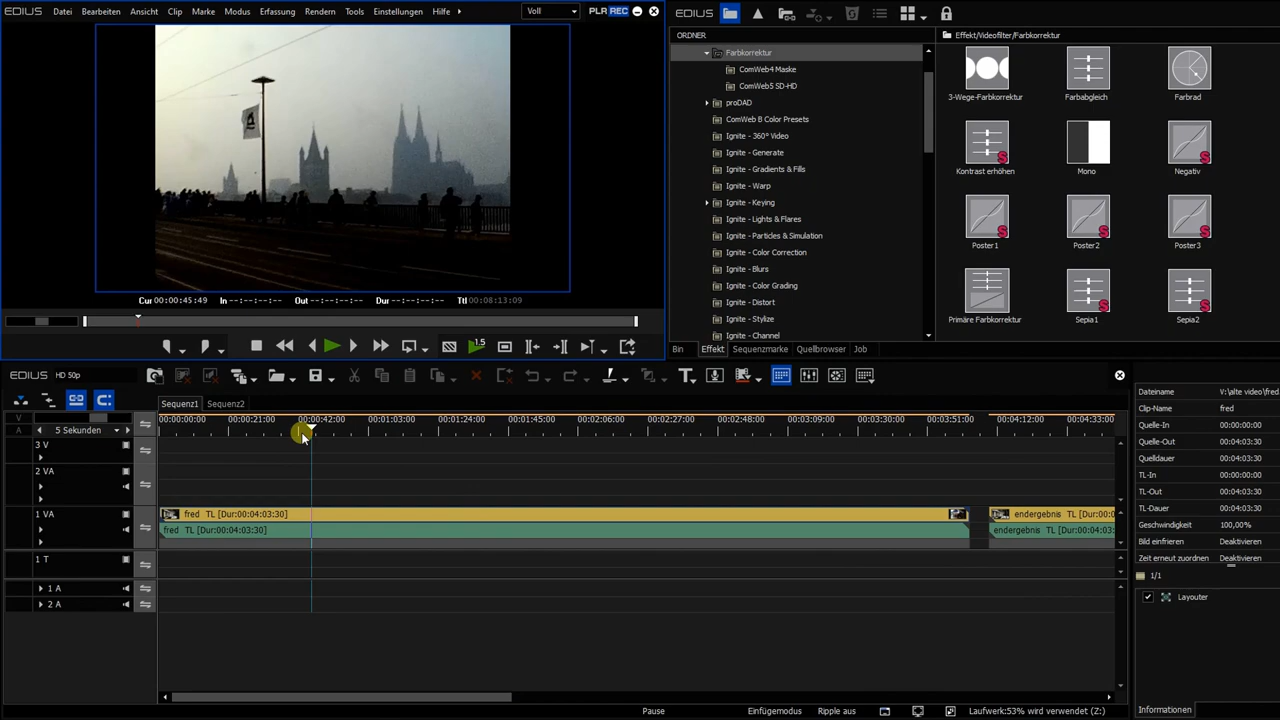 EDIUS Datei Bearbeiten Ansicht Clip Marke Modus Erfassung Rendern Tools Einstellungen Hilfe Voll PLR REC
Cur 00:00:45:49 In --:--:--:-- Out --:--:--:-- Dur --:--:--:-- Ttl 00:08:13:09
1.5
EDIUS
ORDNER
Farbkorrektur
ComWeb4 Maske
ComWeb5 SD-HD
proDAD
ComWeb B Color Presets
Ignite - 360° Video
Ignite - Generate
Ignite - Gradients & Fills
Ignite - Warp
Ignite - Keying
Ignite - Lights & Flares
Ignite - Particles & Simulation
Ignite - Color Correction
Ignite - Blurs
Ignite - Color Grading
Ignite - Distort
Ignite - Stylize
Ignite - Channel
Bin Effekt Sequenzmarke Quellbrowser Job
Effekt/Videofilter/Farbkorrektur
3-Wege-Farbkorrektur Farbabgleich Farbrad
S S
Kontrast erhöhen Mono Negativ
S S S
Poster1 Poster2 Poster3
S S
Primäre Farbkorrektur Sepia1 Sepia2
EDIUS HD 50p
Sequenz1 Sequenz2
V
A
5 Sekunden
00:00:00:00 00:00:21:00 00:00:42:00 00:01:03:00 00:01:24:00 00:01:45:00 00:02:06:00 00:02:27:00 00:02:48:00 00:03:09:00 00:03:30:00 00:03:51:00 00:04:12:00 00:04:33:00
3 V
2 VA
1 VA
fred TL [Dur:00:04:03:30] endergebnis TL [Dur:00:0
fred TL [Dur:00:04:03:30] endergebnis TL [Dur:00:04:03:
1 T
1 A
2 A
Dateiname V:\alte video\fred
Clip-Name fred
Quelle-In 00:00:00:00
Quelle-Out 00:04:03:30
Quelldauer 00:04:03:30
TL-In 00:00:00:00
TL-Out 00:04:03:30
TL-Dauer 00:04:03:30
Geschwindigkeit 100,00%
Bild einfrieren Deaktivieren
Zeit erneut zuordnen Deaktivieren
1/1
Layouter
Informationen
Pause Einfügemodus Ripple aus Laufwerk:53% wird verwendet (Z:)